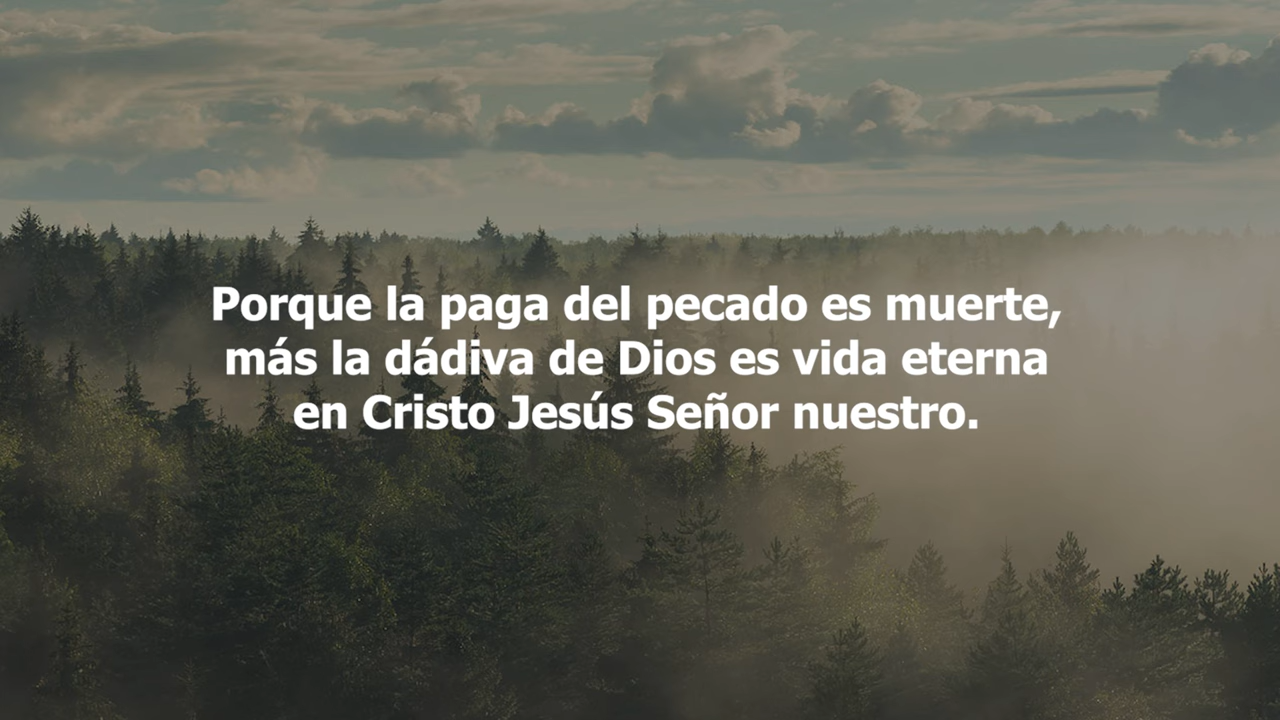 Porque la paga del pecado es muerte,
más la dádiva de Dios es vida eterna
en Cristo Jesús Señor nuestro.